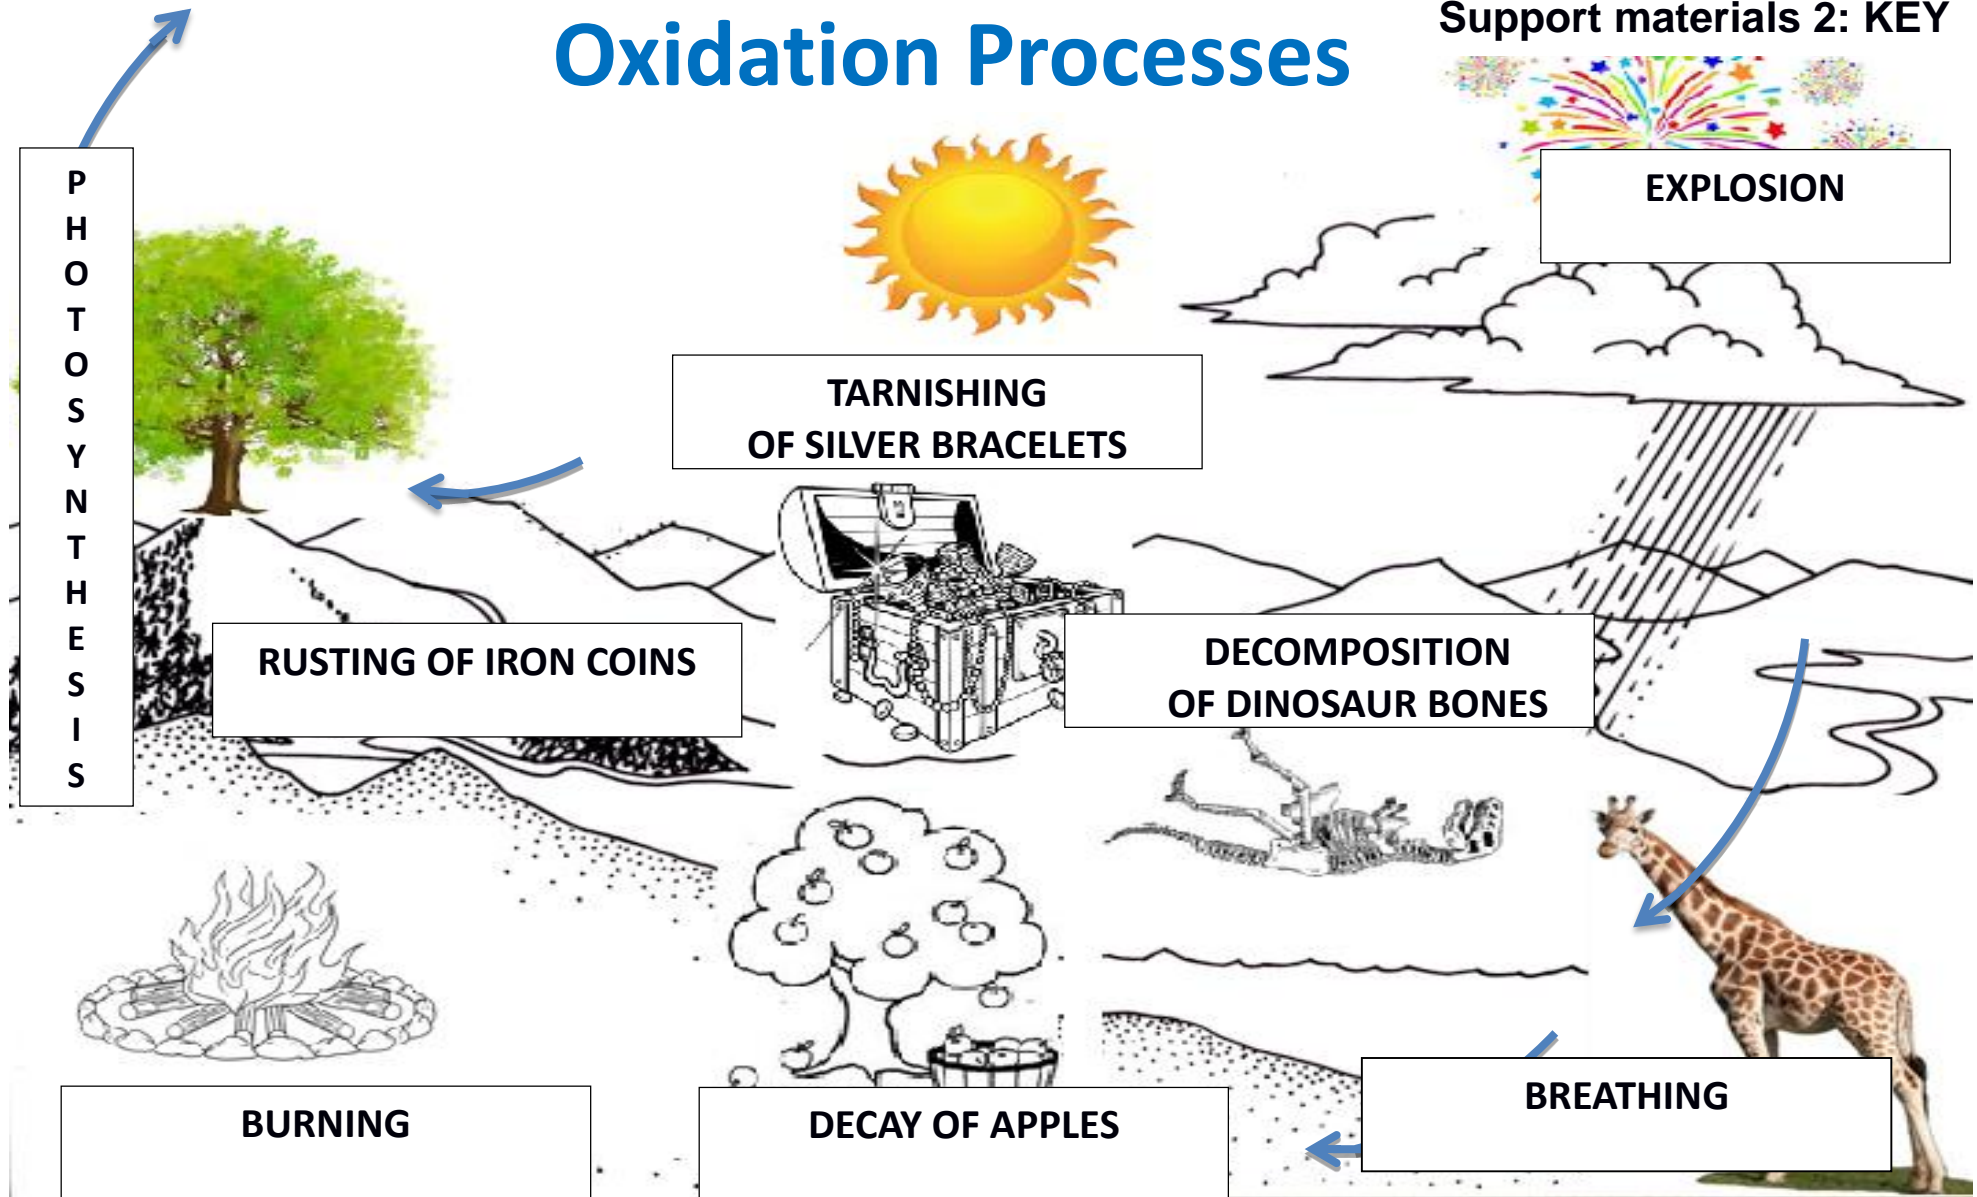 Support materials 2: KEY
Oxidation Processes
EXPLOSION
PHOTOSYNTHESIS
TARNISHING
OF SILVER BRACELETS
RUSTING OF IRON COINS
DECOMPOSITION
OF DINOSAUR BONES
BURNING
DECAY OF APPLES
BREATHING